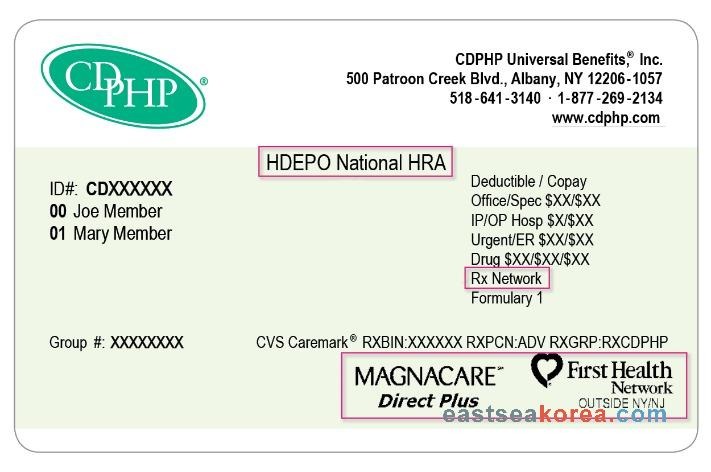 CDPHP®
CDPHP Universal Benefits,® Inc.
500 Patroon Creek Blvd., Albany, NY 12206-1057
518-641-3140 · 1-877-269-2134
www.cdphp.com
HDEPO National HRA
ID#: CDXXXXXX
00 Joe Member
01 Mary Member
Deductible / Copay
Office/Spec $XX/$XX
IP/OP Hosp $X/$XX
Urgent/ER $XX/$XX
Drug $XX/$XX/$XX
Rx Network
Formulary 1
Group #: XXXXXXXX
CVS Caremark® RXBIN:XXXXXX RXPCN:ADV RXGRP:RXCDPHP
MAGNACARE℠
Direct Plus
First Health
Network
OUTSIDE NY/NJ
eastseakorea.com